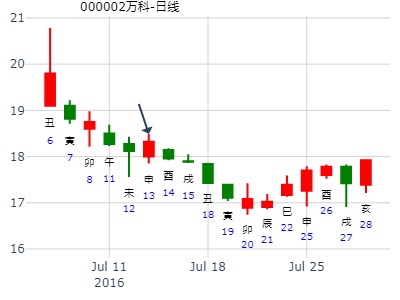 000002万科-日线
21
20
19
18
17
16
丑
6
寅
7
卯
8
午
11
未
12
申
13
酉
14
戌
15
丑
18
寅
19
卯
20
辰
21
巳
22
申
25
酉
26
戌
27
亥
28
Jul 11
2016
Jul 18
Jul 25